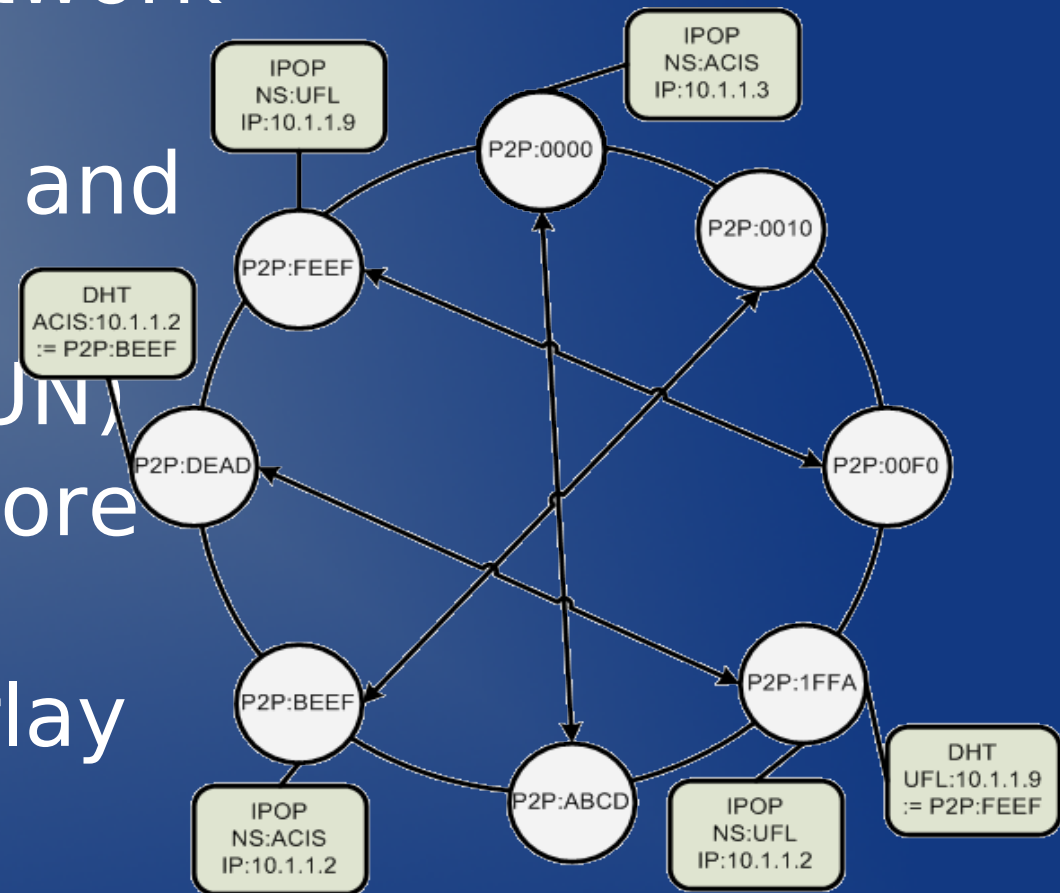 and
ore
IPOP
NS:ACIS
IP:10.1.1.3
IPOP
NS:UFL
IP:10.1.1.9
P2P:0000
P2P:0010
P2P:FEEF
DHT
ACIS:10.1.1.2
:= P2P:BEEF
UN)
P2P:DEAD
P2P:00F0
P2P:1FFA
P2P:BEEF
P2P:ABCD
rlay
DHT
UFL:10.1.1.9
:= P2P:FEEF
IPOP
NS:ACIS
IP:10.1.1.2
IPOP
NS:UFL
IP:10.1.1.2